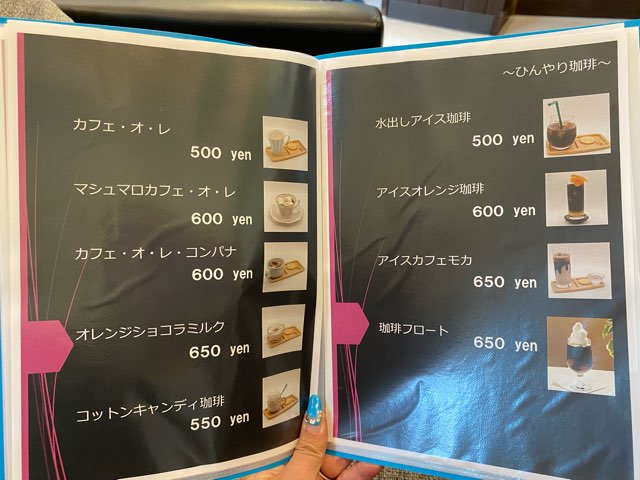 カフェ・オ・レ
500 yen
マシュマロカフェ・オ・レ
600 yen
カフェ・オ・レ・コンパナ
600 yen
オレンジショコラミルク
650 yen
コットンキャンディ珈琲
550 yen
～ひんやり珈琲～
水出しアイス珈琲
500 yen
アイスオレンジ珈琲
600 yen
アイスカフェモカ
650 yen
珈琲フロート
650 yen